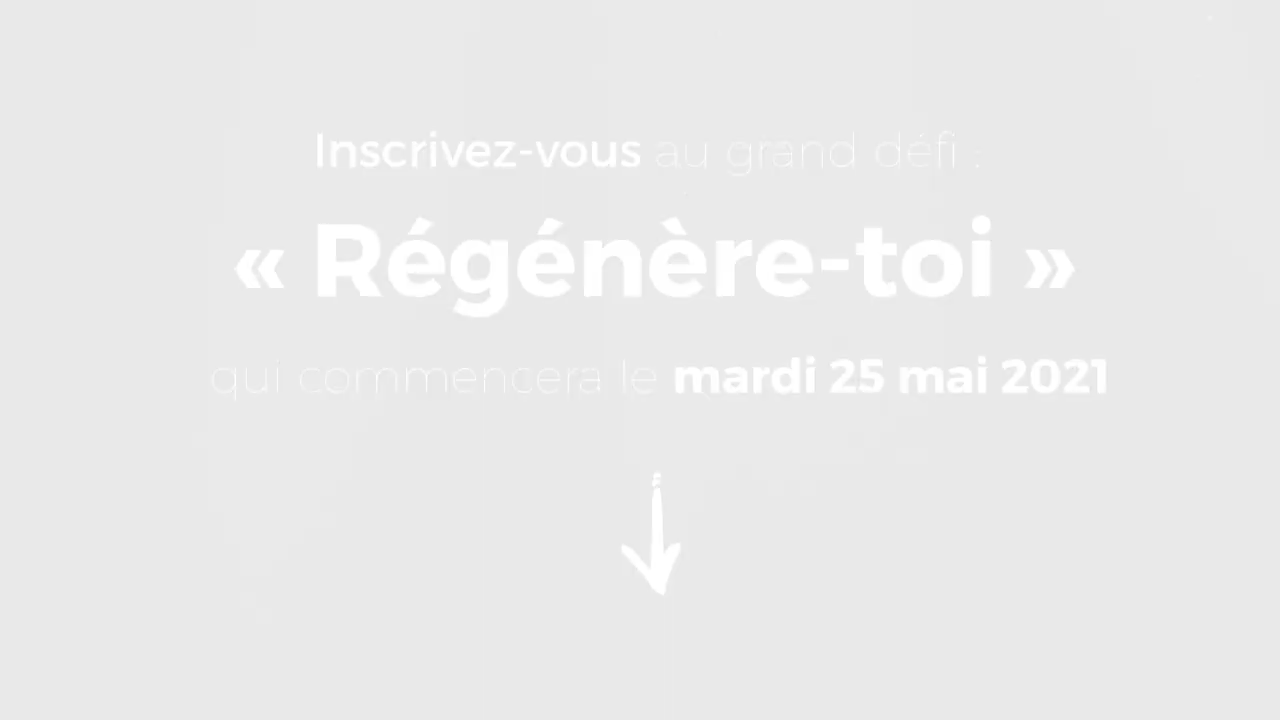 Inscrivez-vous au grand défi :
« Régénère-toi »
qui commencera le mardi 25 mai 2021